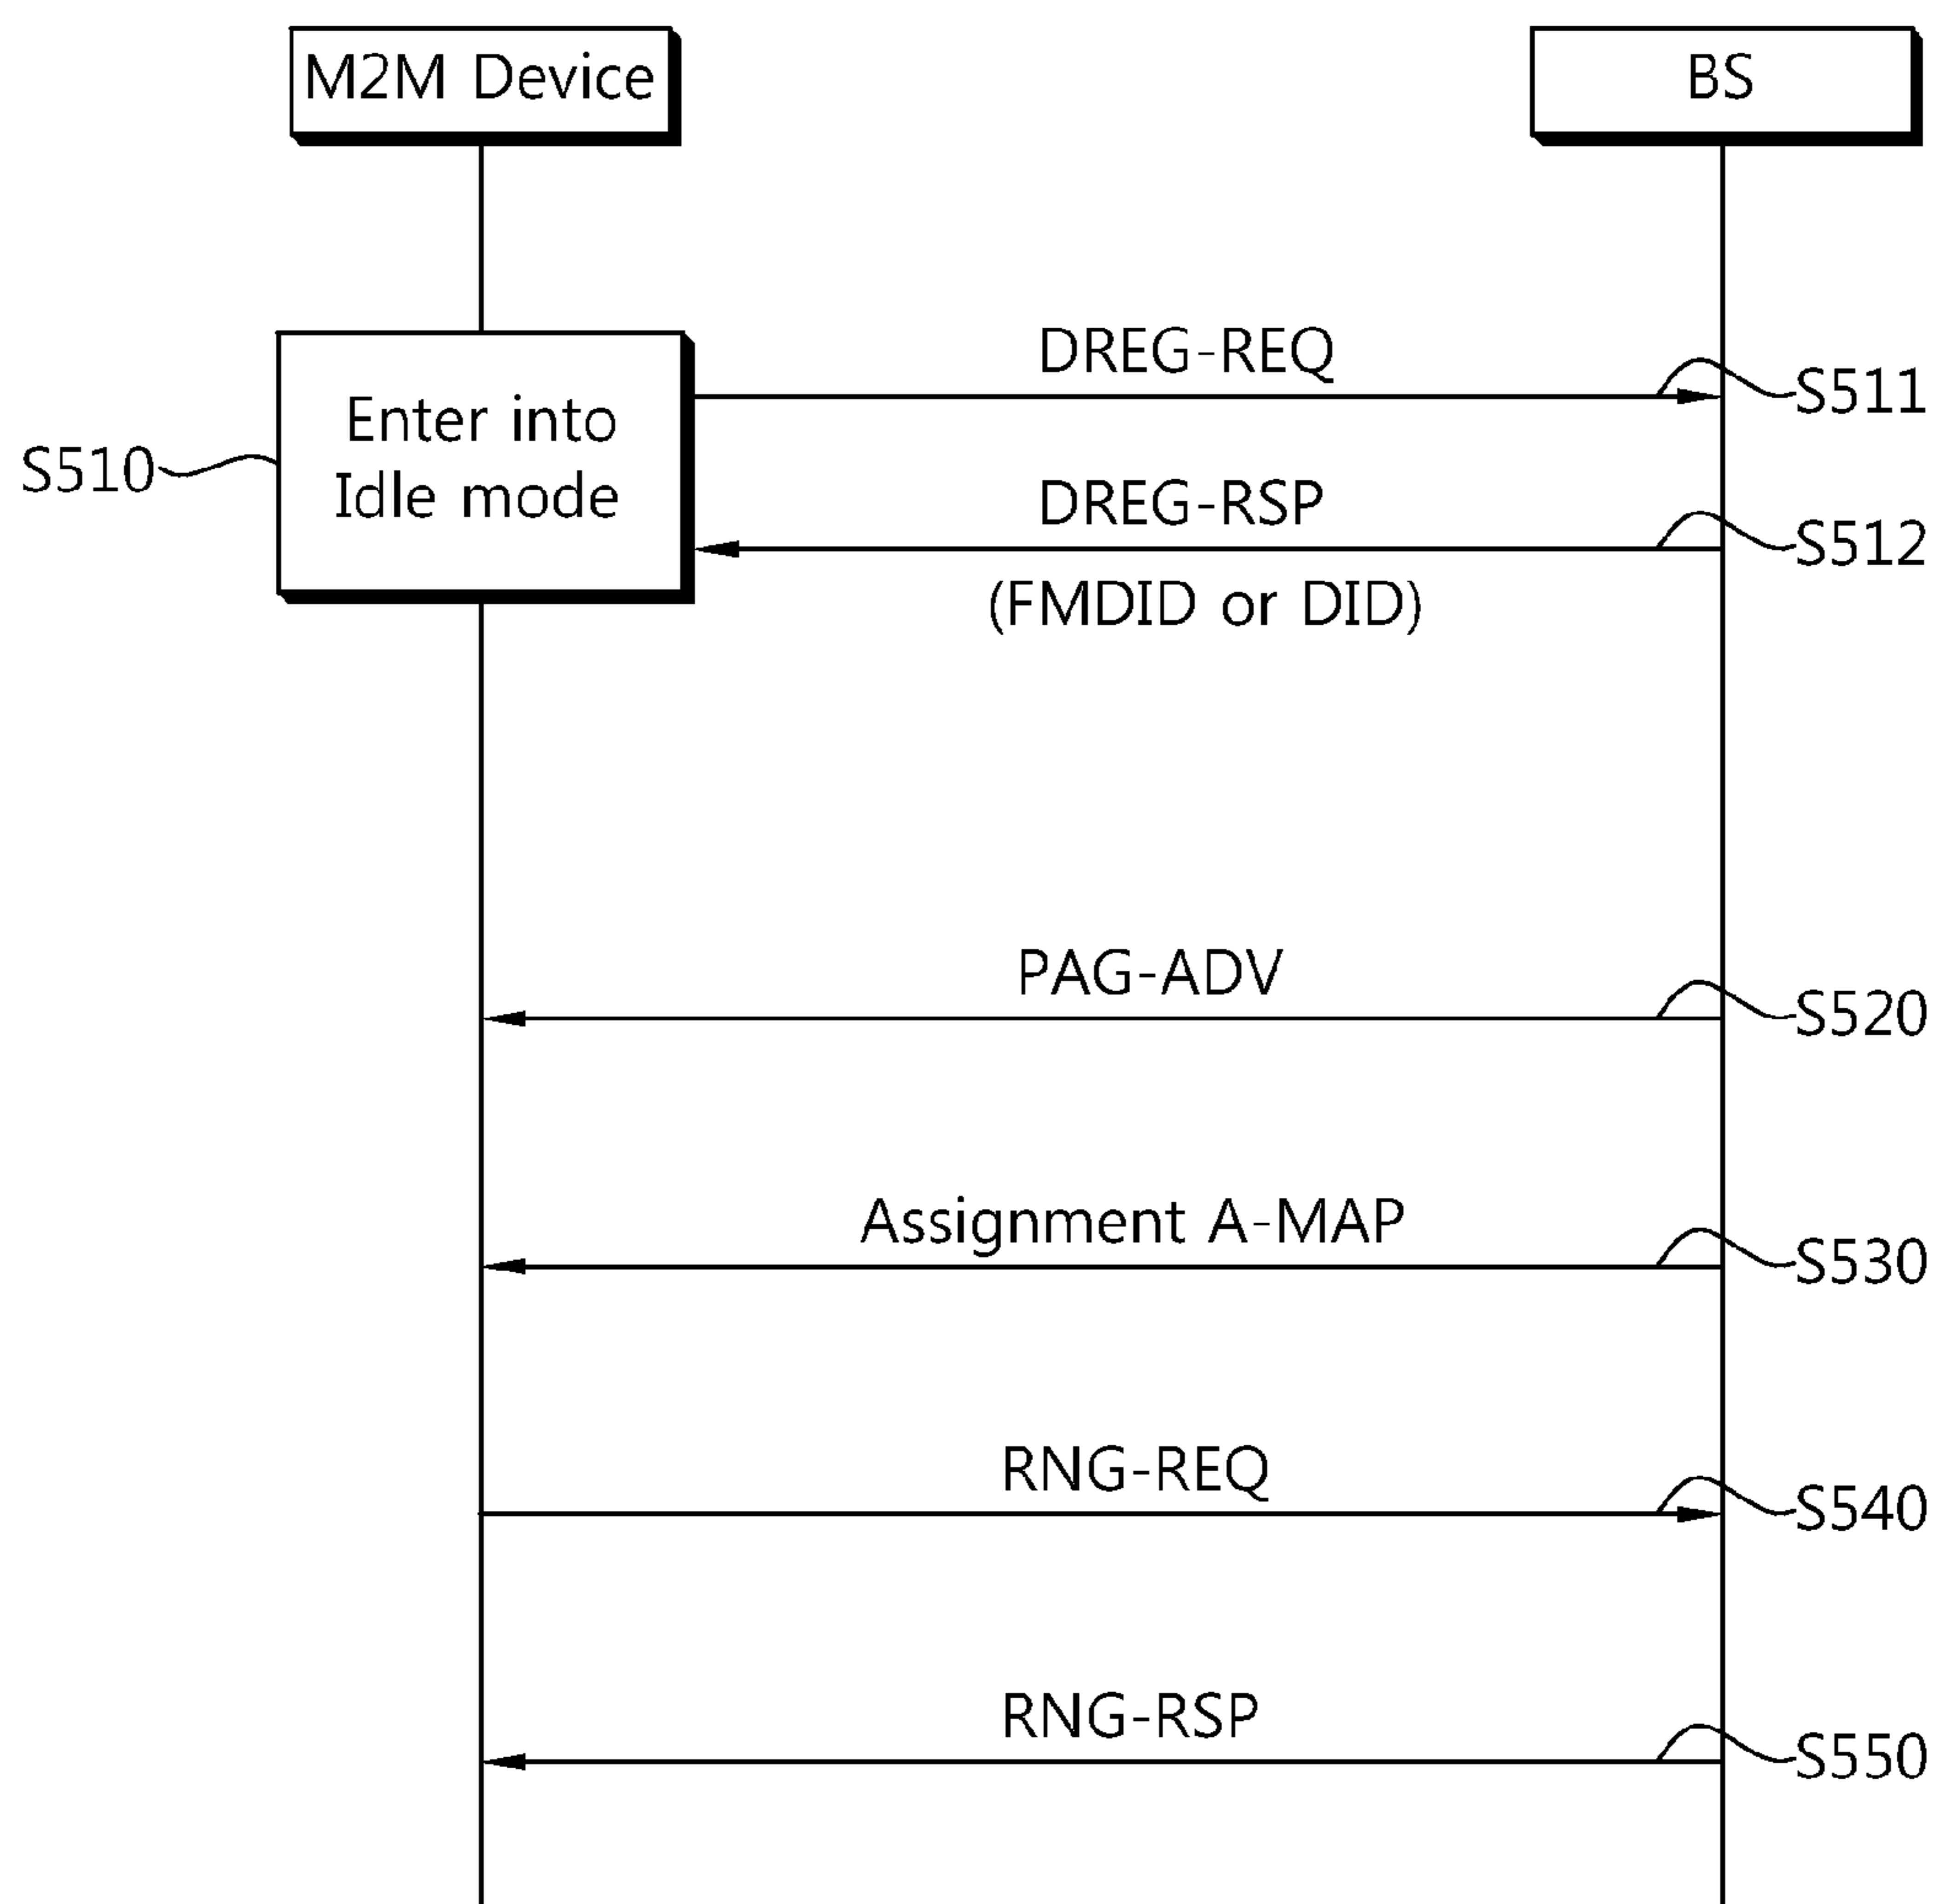 M2M Device
BS
DREG-REQ
S511
Enter into
Idle mode
S510
DREG-RSP
S512
(FMDID or DID)
PAG-ADV
S520
Assignment A-MAP
S530
RNG-REQ
S540
RNG-RSP
S550